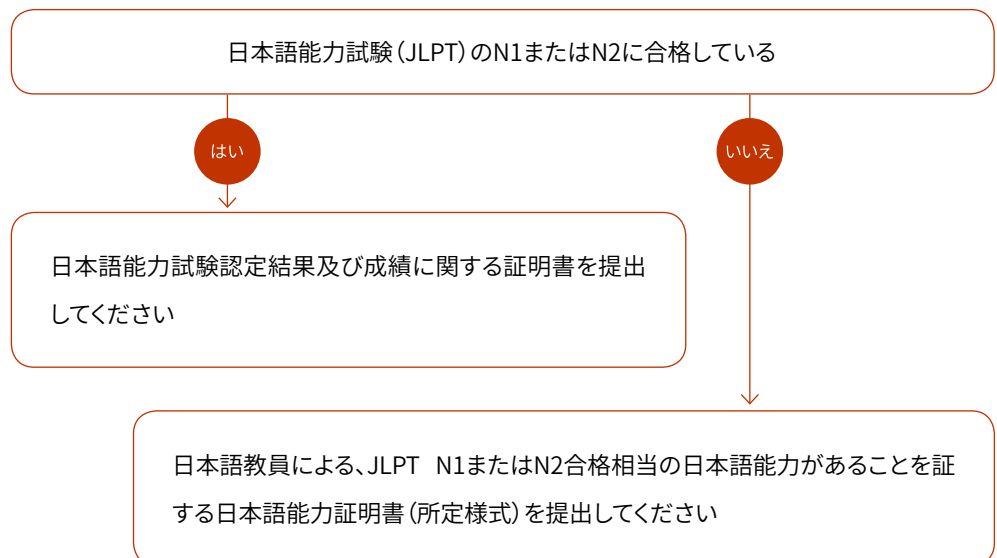 日本語能力試験（JLPT）のN1またはN2に合格している
はい
いいえ
日本語能力試験認定結果及び成績に関する証明書を提出
してください
日本語教員による、JLPT　N1またはN2合格相当の日本語能力があることを証
する日本語能力証明書（所定様式）を提出してください